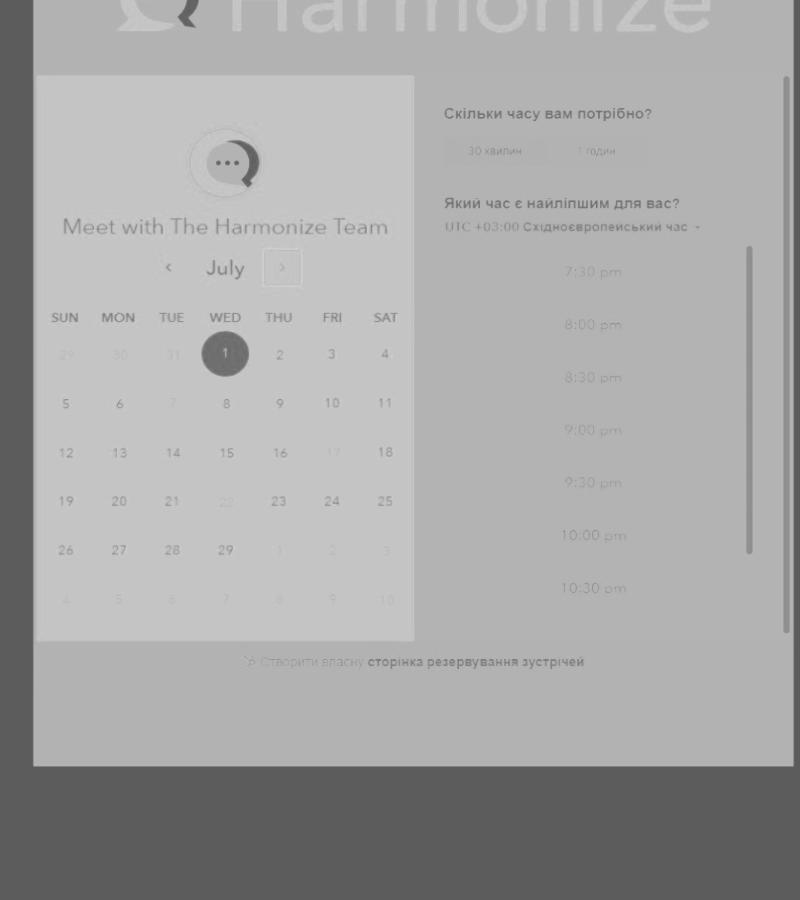 Harmonize
Meet with The Harmonize Team
‹ July ›
SUN MON TUE WED THU FRI SAT
29 30 31 1 2 3 4
5 6 7 8 9 10 11
12 13 14 15 16 17 18
19 20 21 22 23 24 25
26 27 28 29 1 2 3
4 5 6 7 8 9 10
Скільки часу вам потрібно?
30 хвилин 1 годин
Який час є найліпшим для вас?
UTC +03:00 Східноєвропейський час
7:30 pm
8:00 pm
8:30 pm
9:00 pm
9:30 pm
10:00 pm
10:30 pm
Створити власну сторінка резервування зустрічей